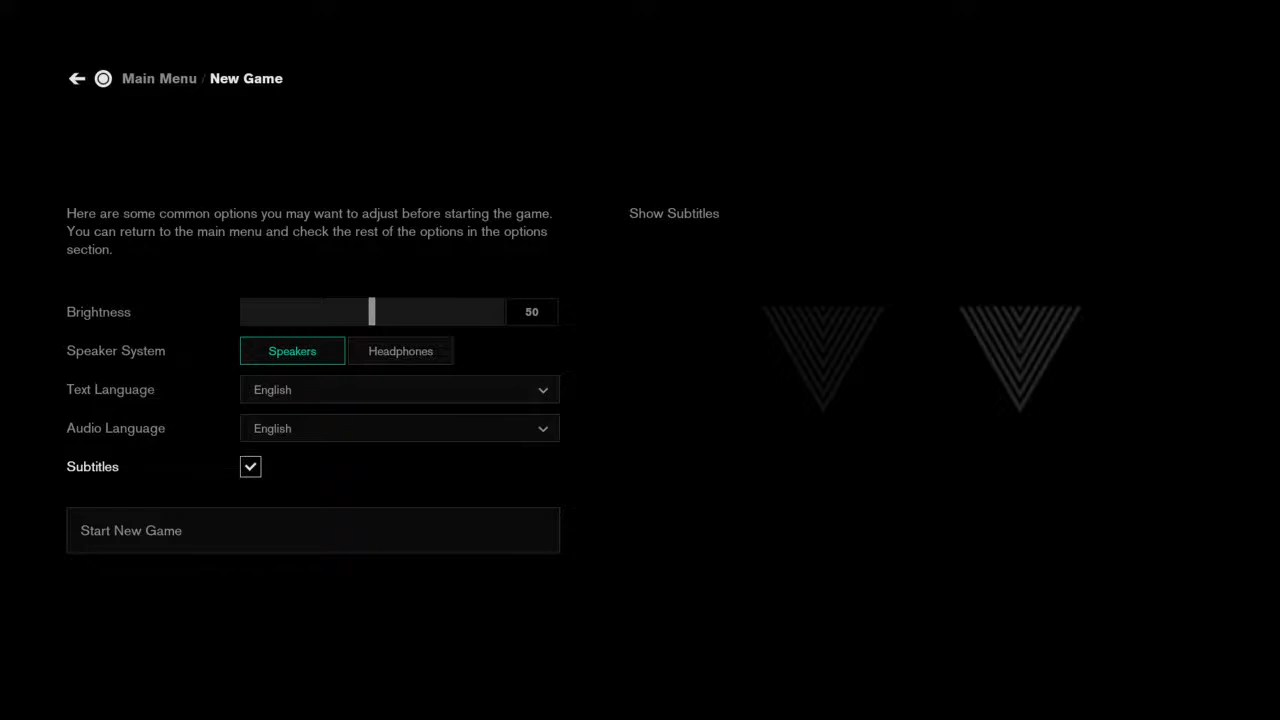 Main Menu / New Game
Here are some common options you may want to adjust before starting the game.
You can return to the main menu and check the rest of the options in the options
section.
Show Subtitles
Brightness 50
Speaker System Speakers Headphones
Text Language English
Audio Language English
Subtitles
Start New Game